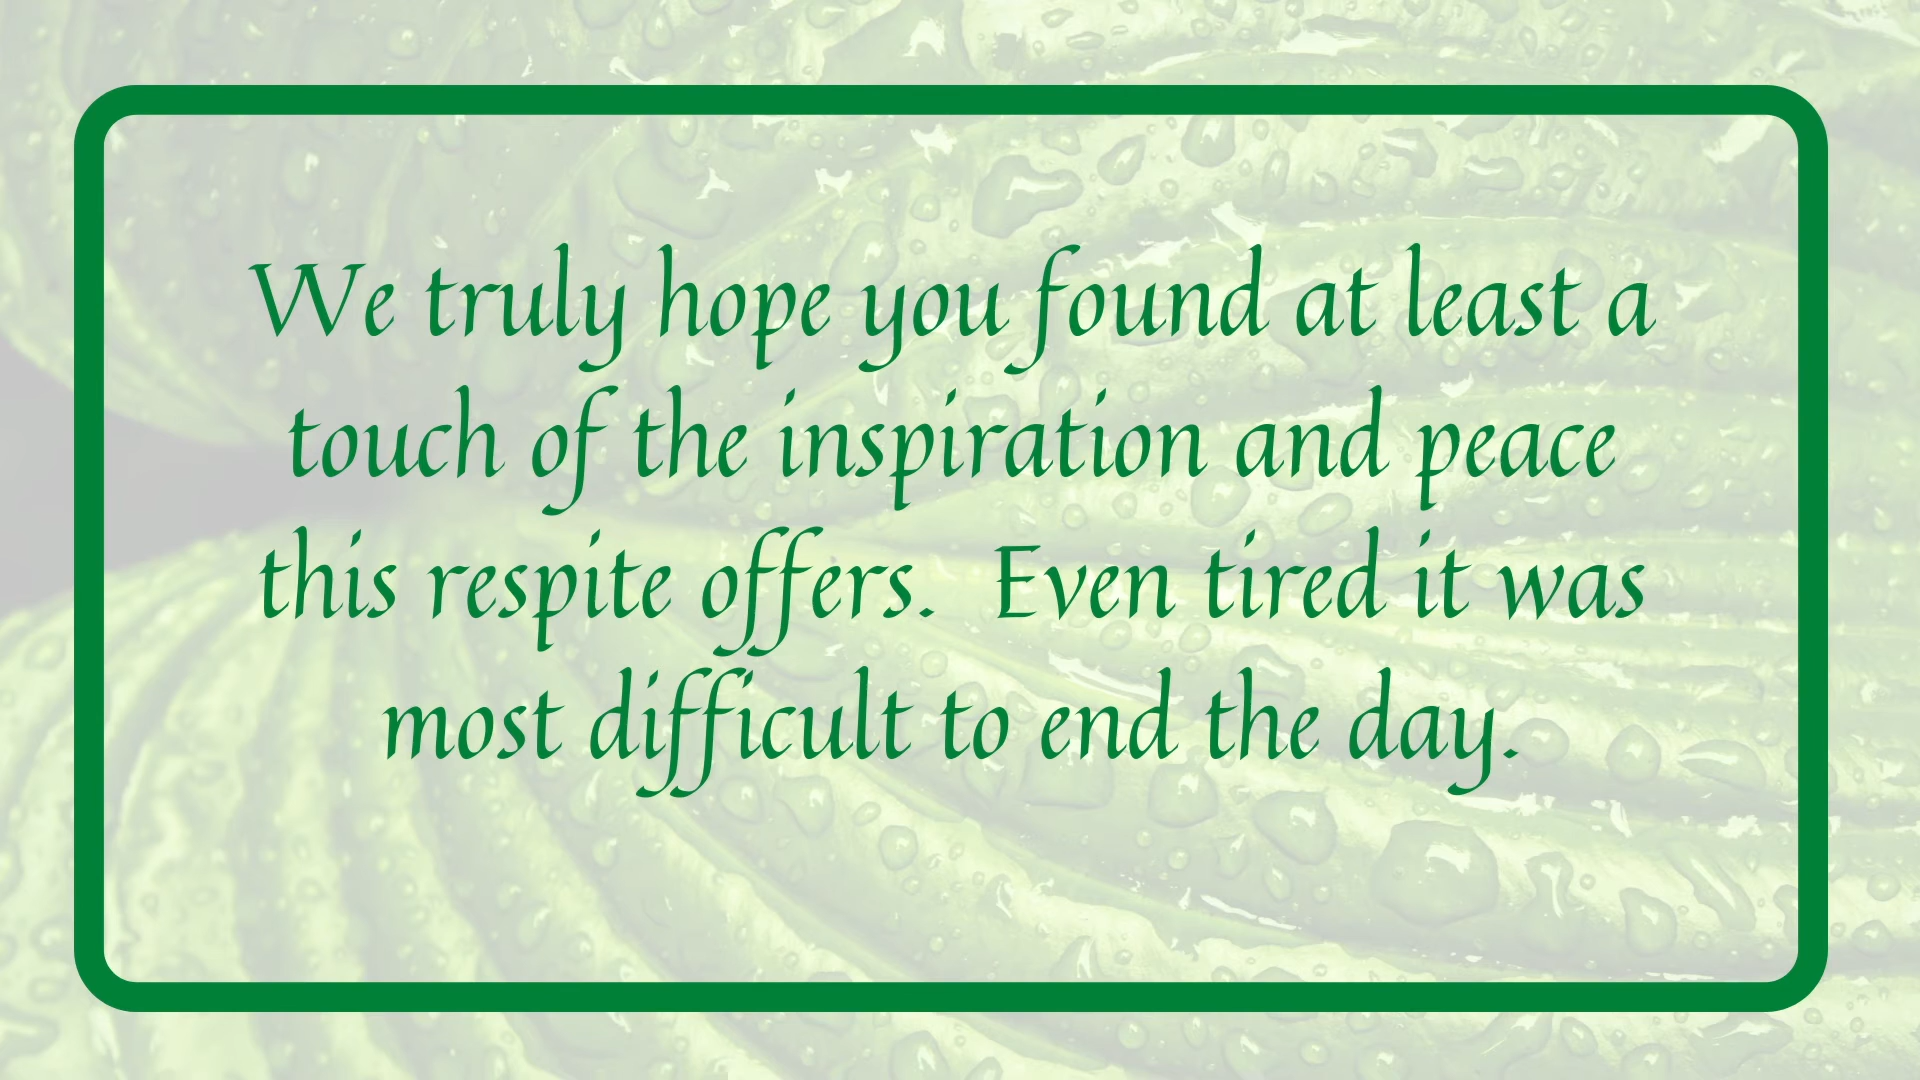 We truly hope you found at least a
touch of the inspiration and peace
this respite offers.  Even tired it was
most difficult to end the day.